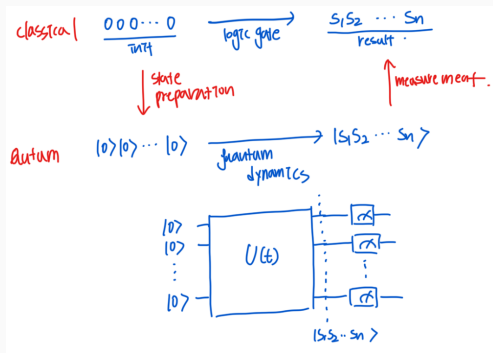 classical 000⋯0 logic gate S₁S₂ ⋯ Sn
init result.
state preparation measurement.
Qutum |0>|0>⋯|0> quantum dynamics |S₁S₂⋯Sn>
|0>
|0>
⋮
|0>
U(t)
|S₁S₂⋯Sn>